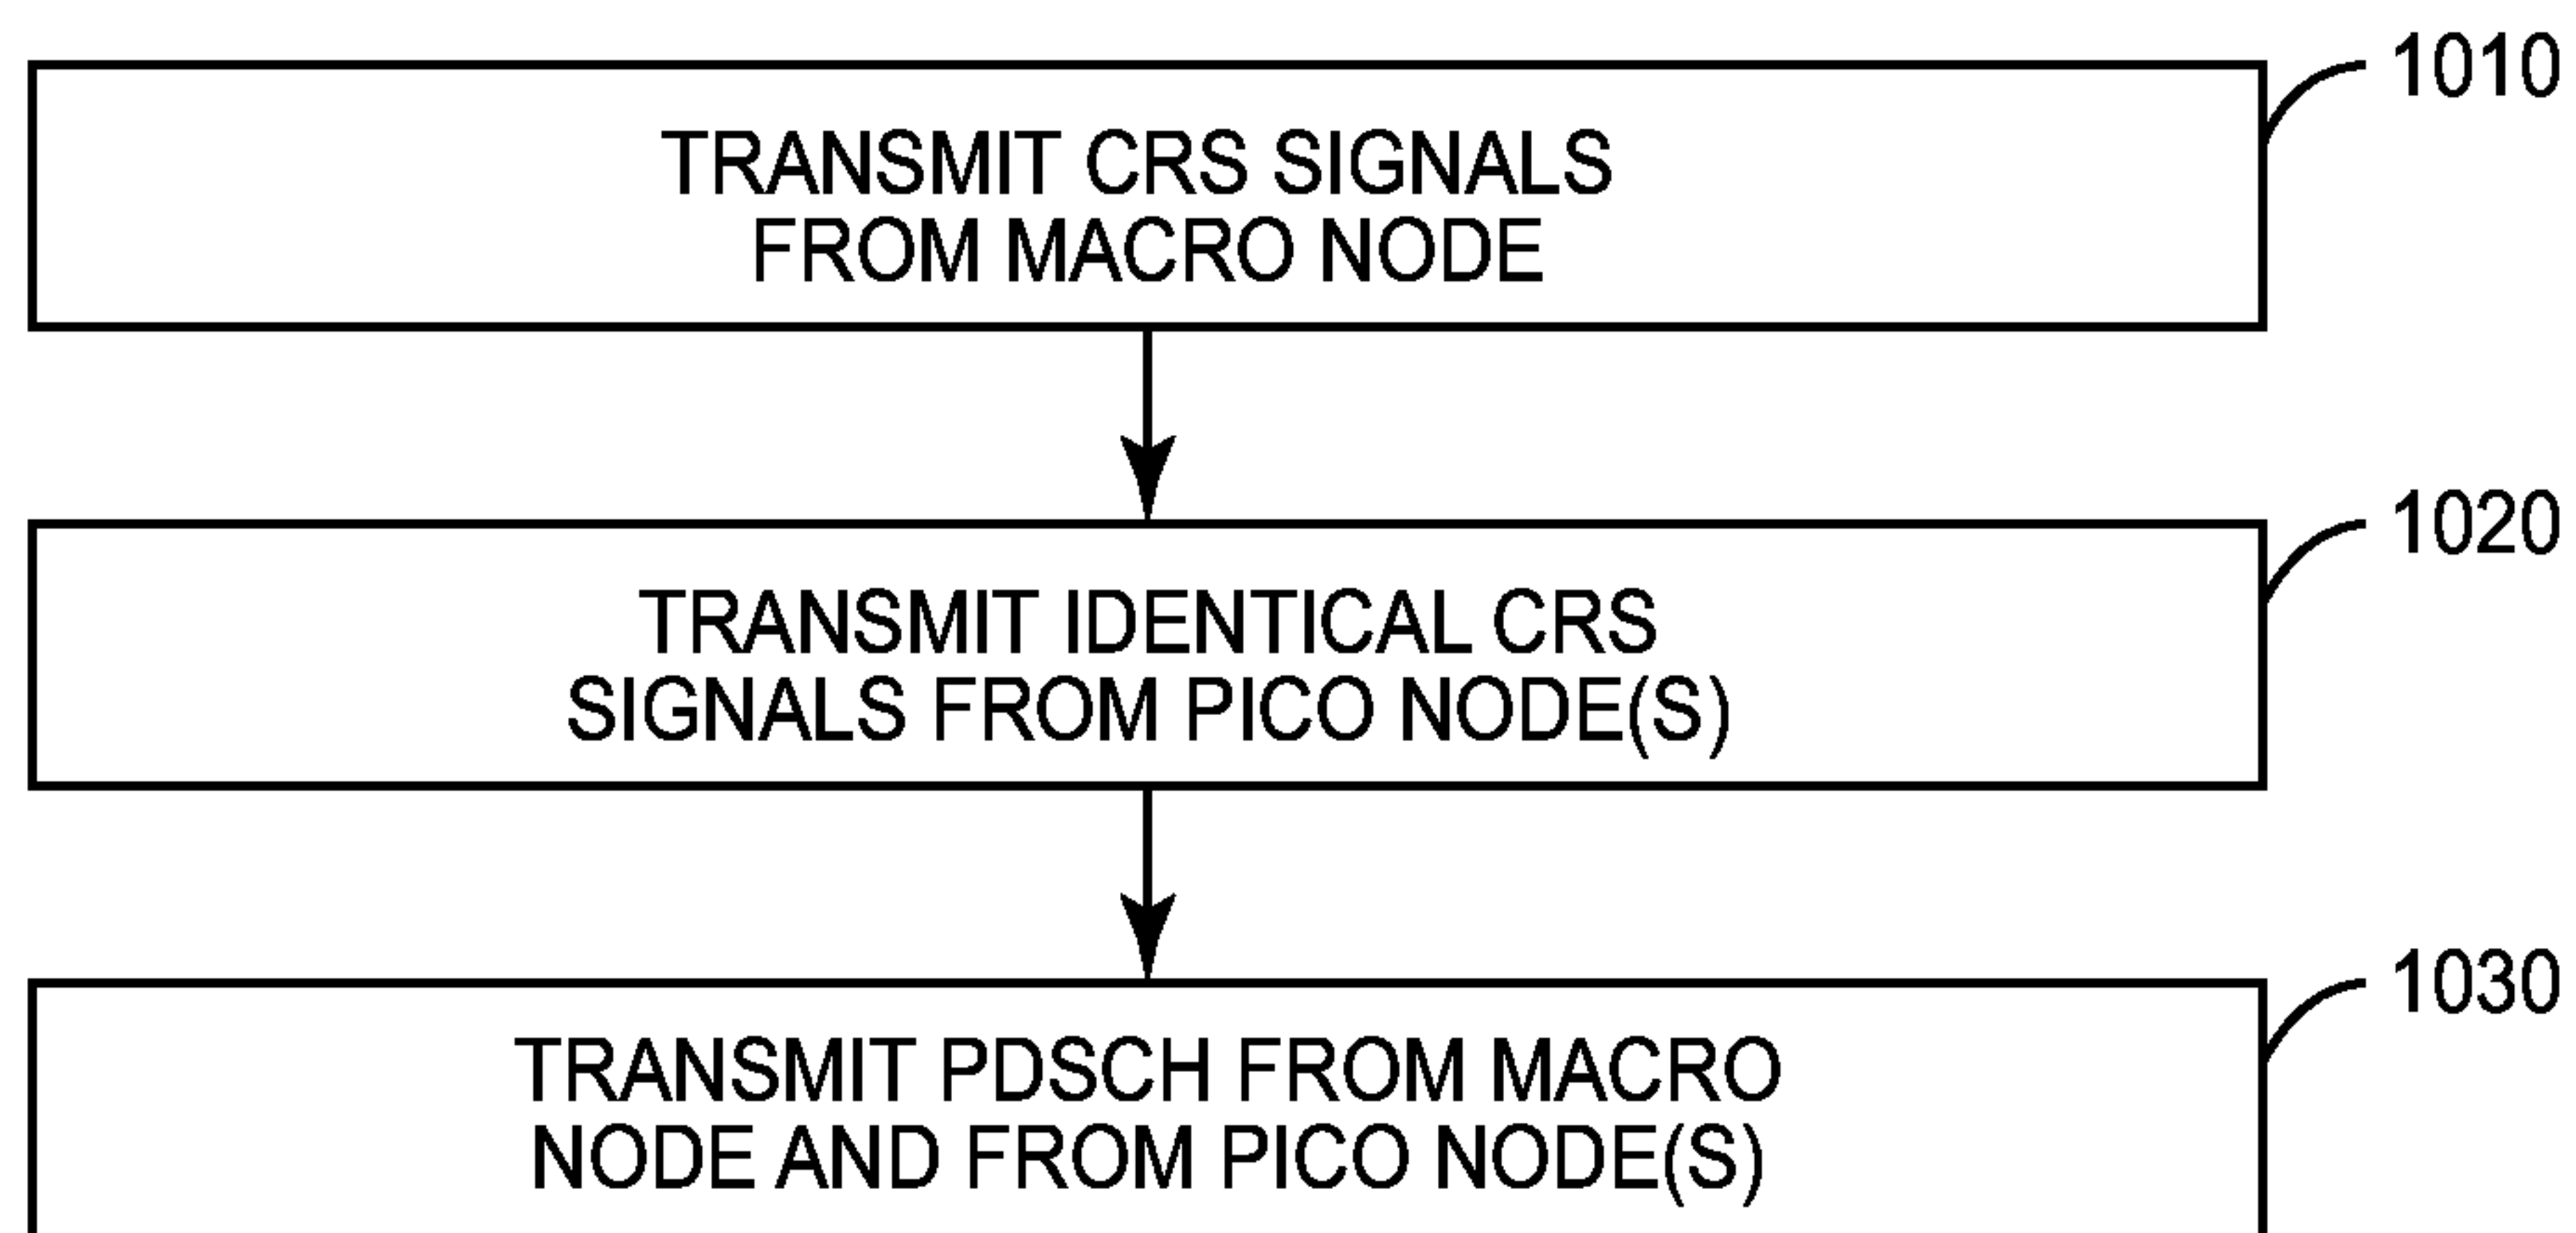 1010
TRANSMIT CRS SIGNALS
FROM MACRO NODE
1020
TRANSMIT IDENTICAL CRS
SIGNALS FROM PICO NODE(S)
1030
TRANSMIT PDSCH FROM MACRO
NODE AND FROM PICO NODE(S)